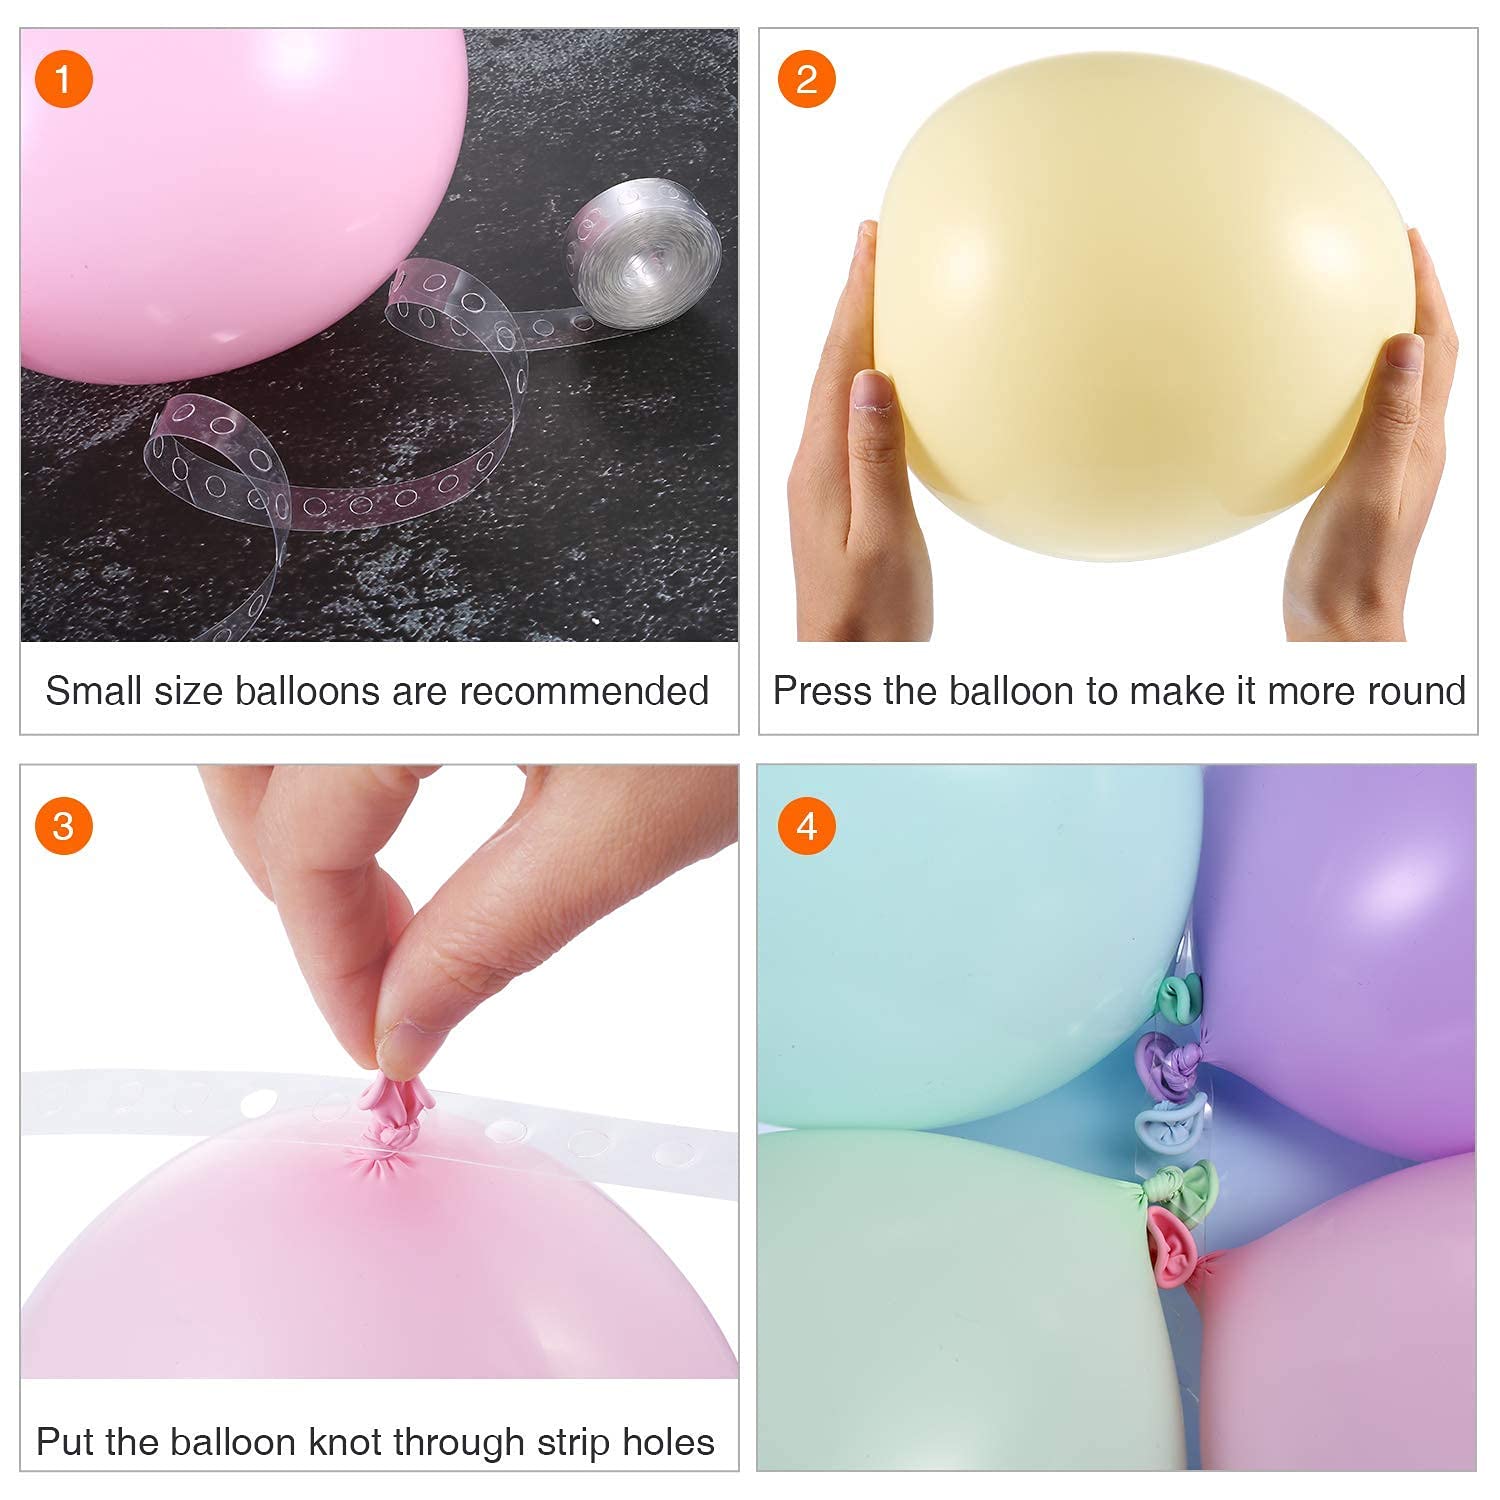 1
Small size balloons are recommended
2
Press the balloon to make it more round
3
Put the balloon knot through strip holes
4